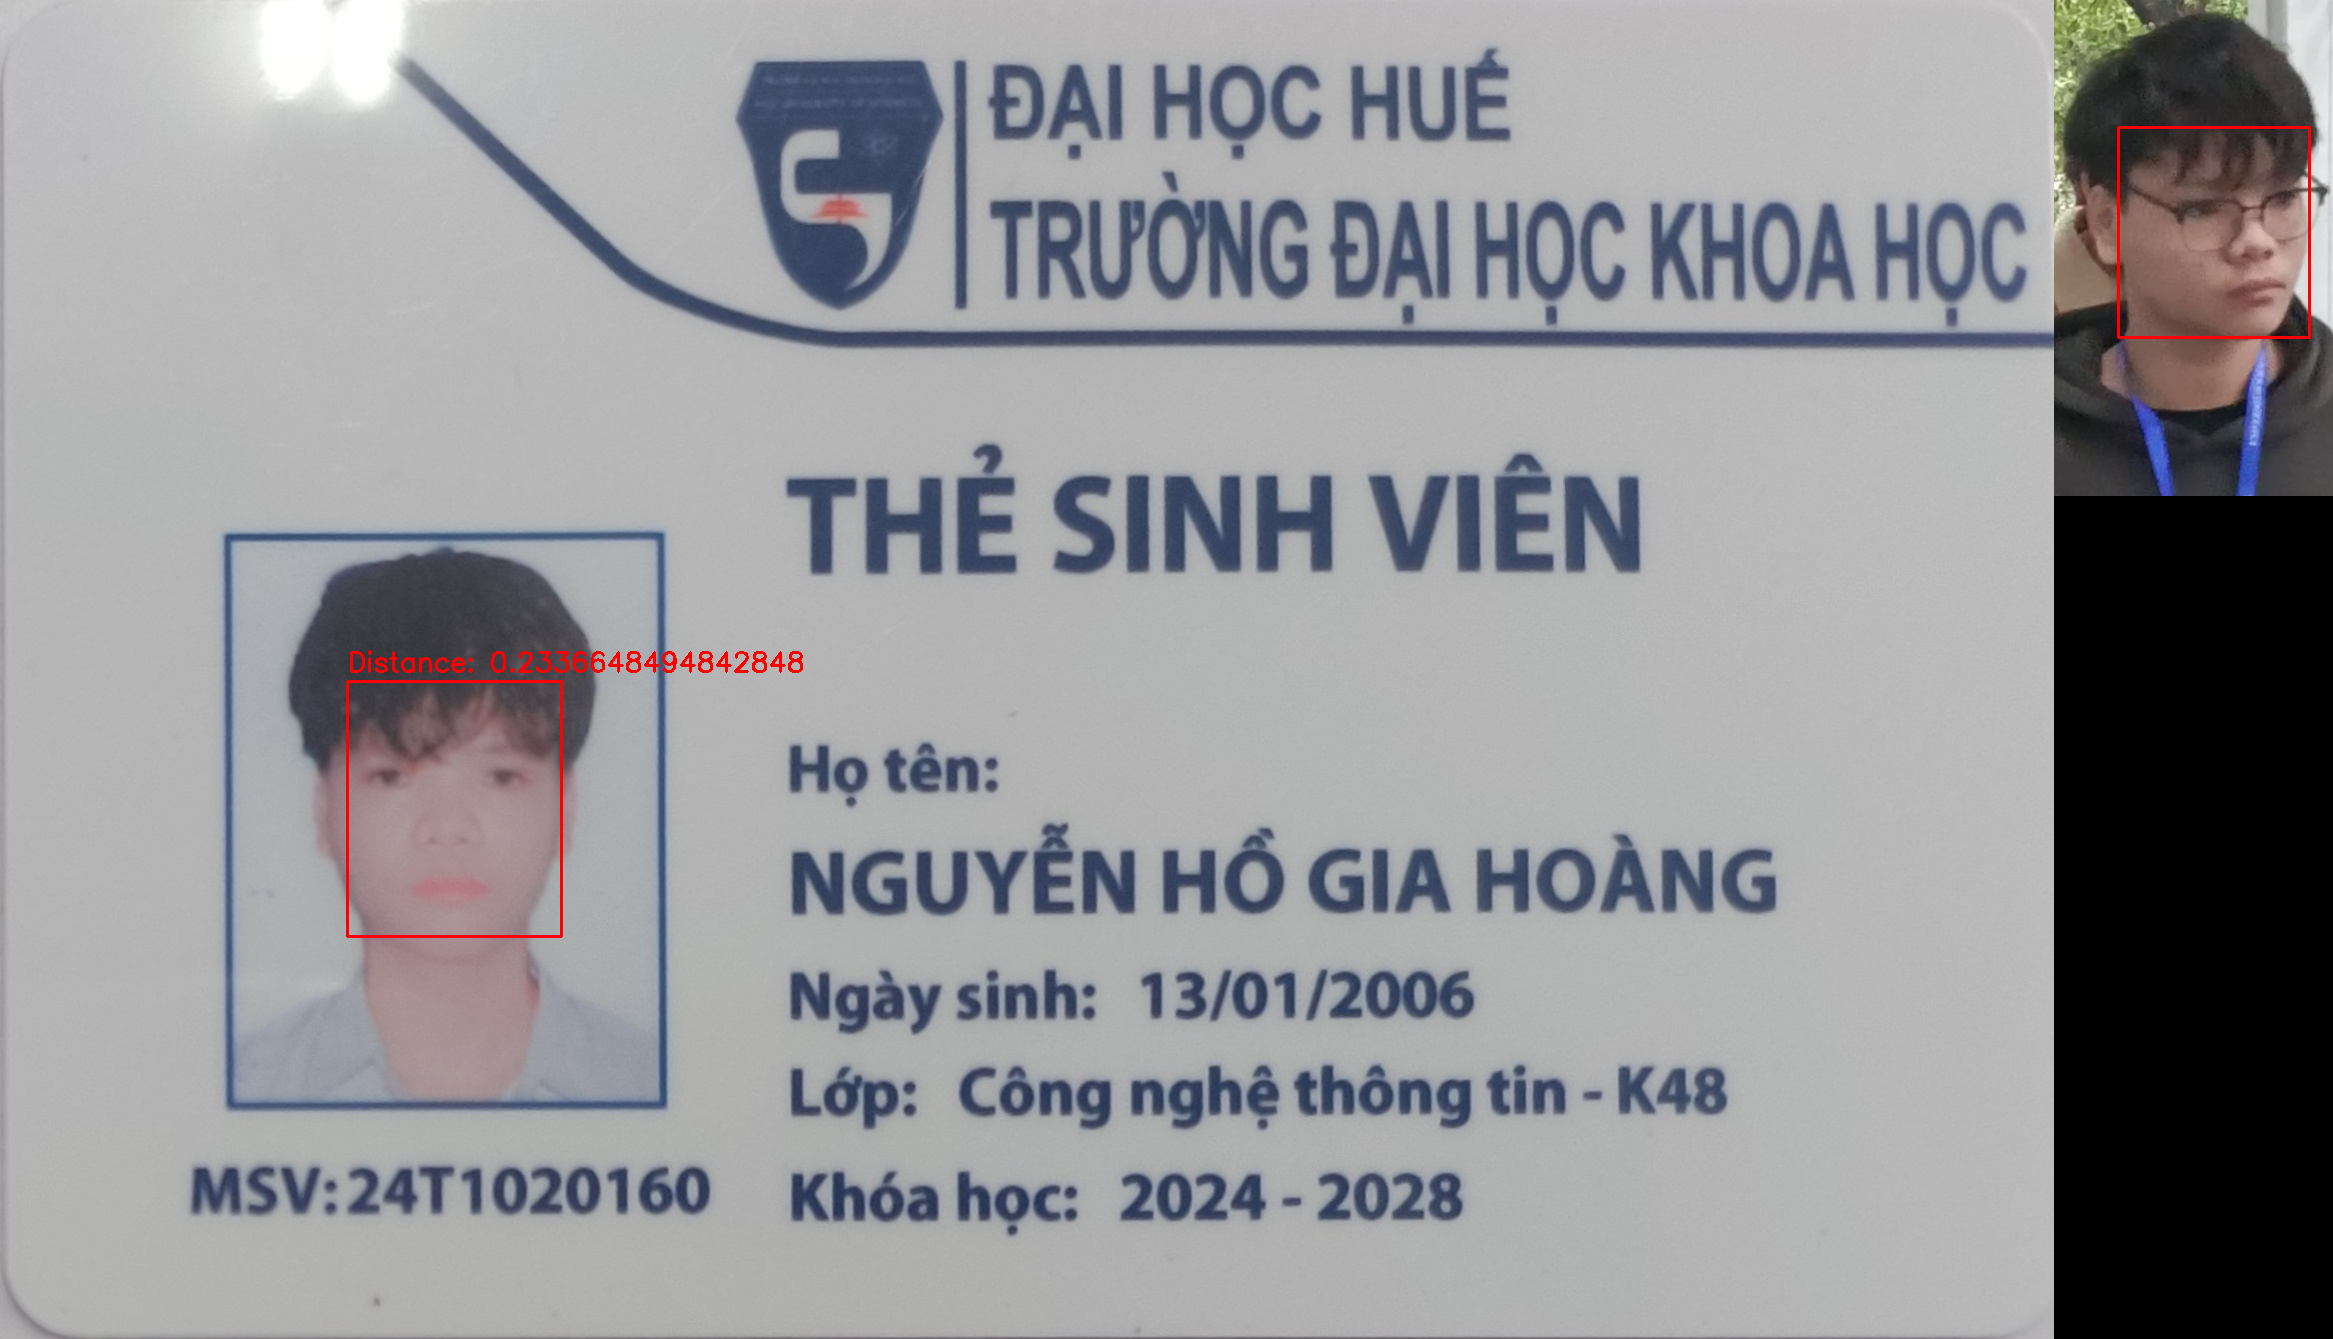 ĐẠI HỌC HUẾ
TRƯỜNG ĐẠI HỌC KHOA HỌC
THẺ SINH VIÊN
Distance: 0.2336648494842848
Họ tên:
NGUYỄN HỒ GIA HOÀNG
Ngày sinh: 13/01/2006
Lớp: Công nghệ thông tin - K48
MSV: 24T1020160
Khóa học: 2024 - 2028